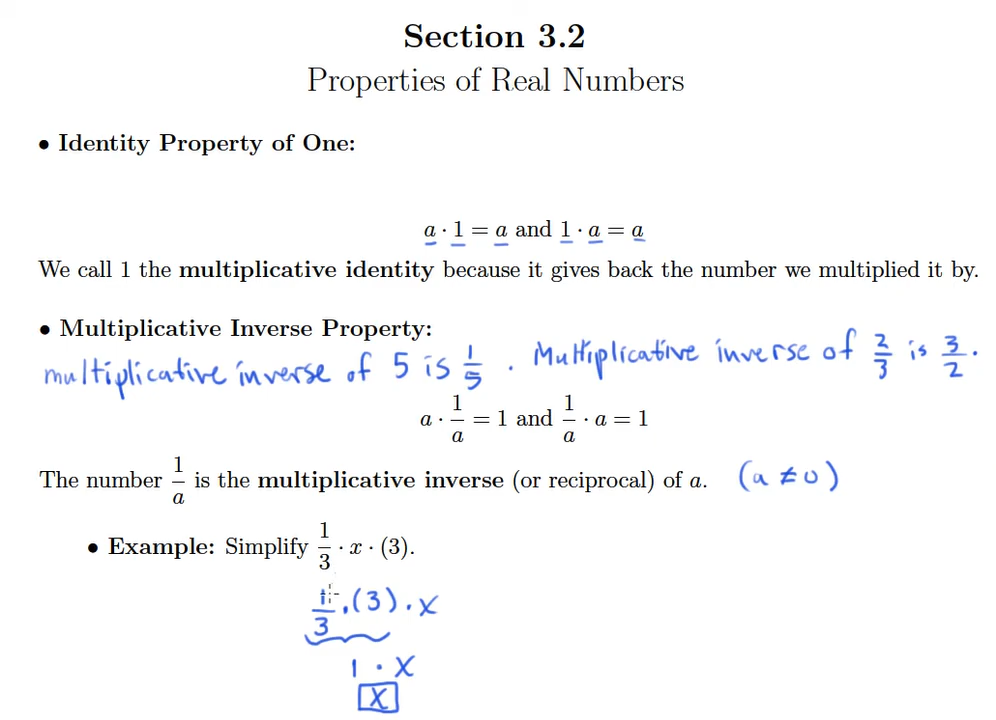 Section 3.2
Properties of Real Numbers
• Identity Property of One:
a · 1 = a and 1 · a = a
We call 1 the multiplicative identity because it gives back the number we multiplied it by.
• Multiplicative Inverse Property:
multiplicative inverse of 5 is 1/5 . Multiplicative inverse of 2/3 is 3/2 .
a · 1/a = 1 and 1/a · a = 1
The number 1/a is the multiplicative inverse (or reciprocal) of a. (a ≠ 0)
• Example: Simplify 1/3 · x · (3).
1/3 · (3) · x
1 · x
x